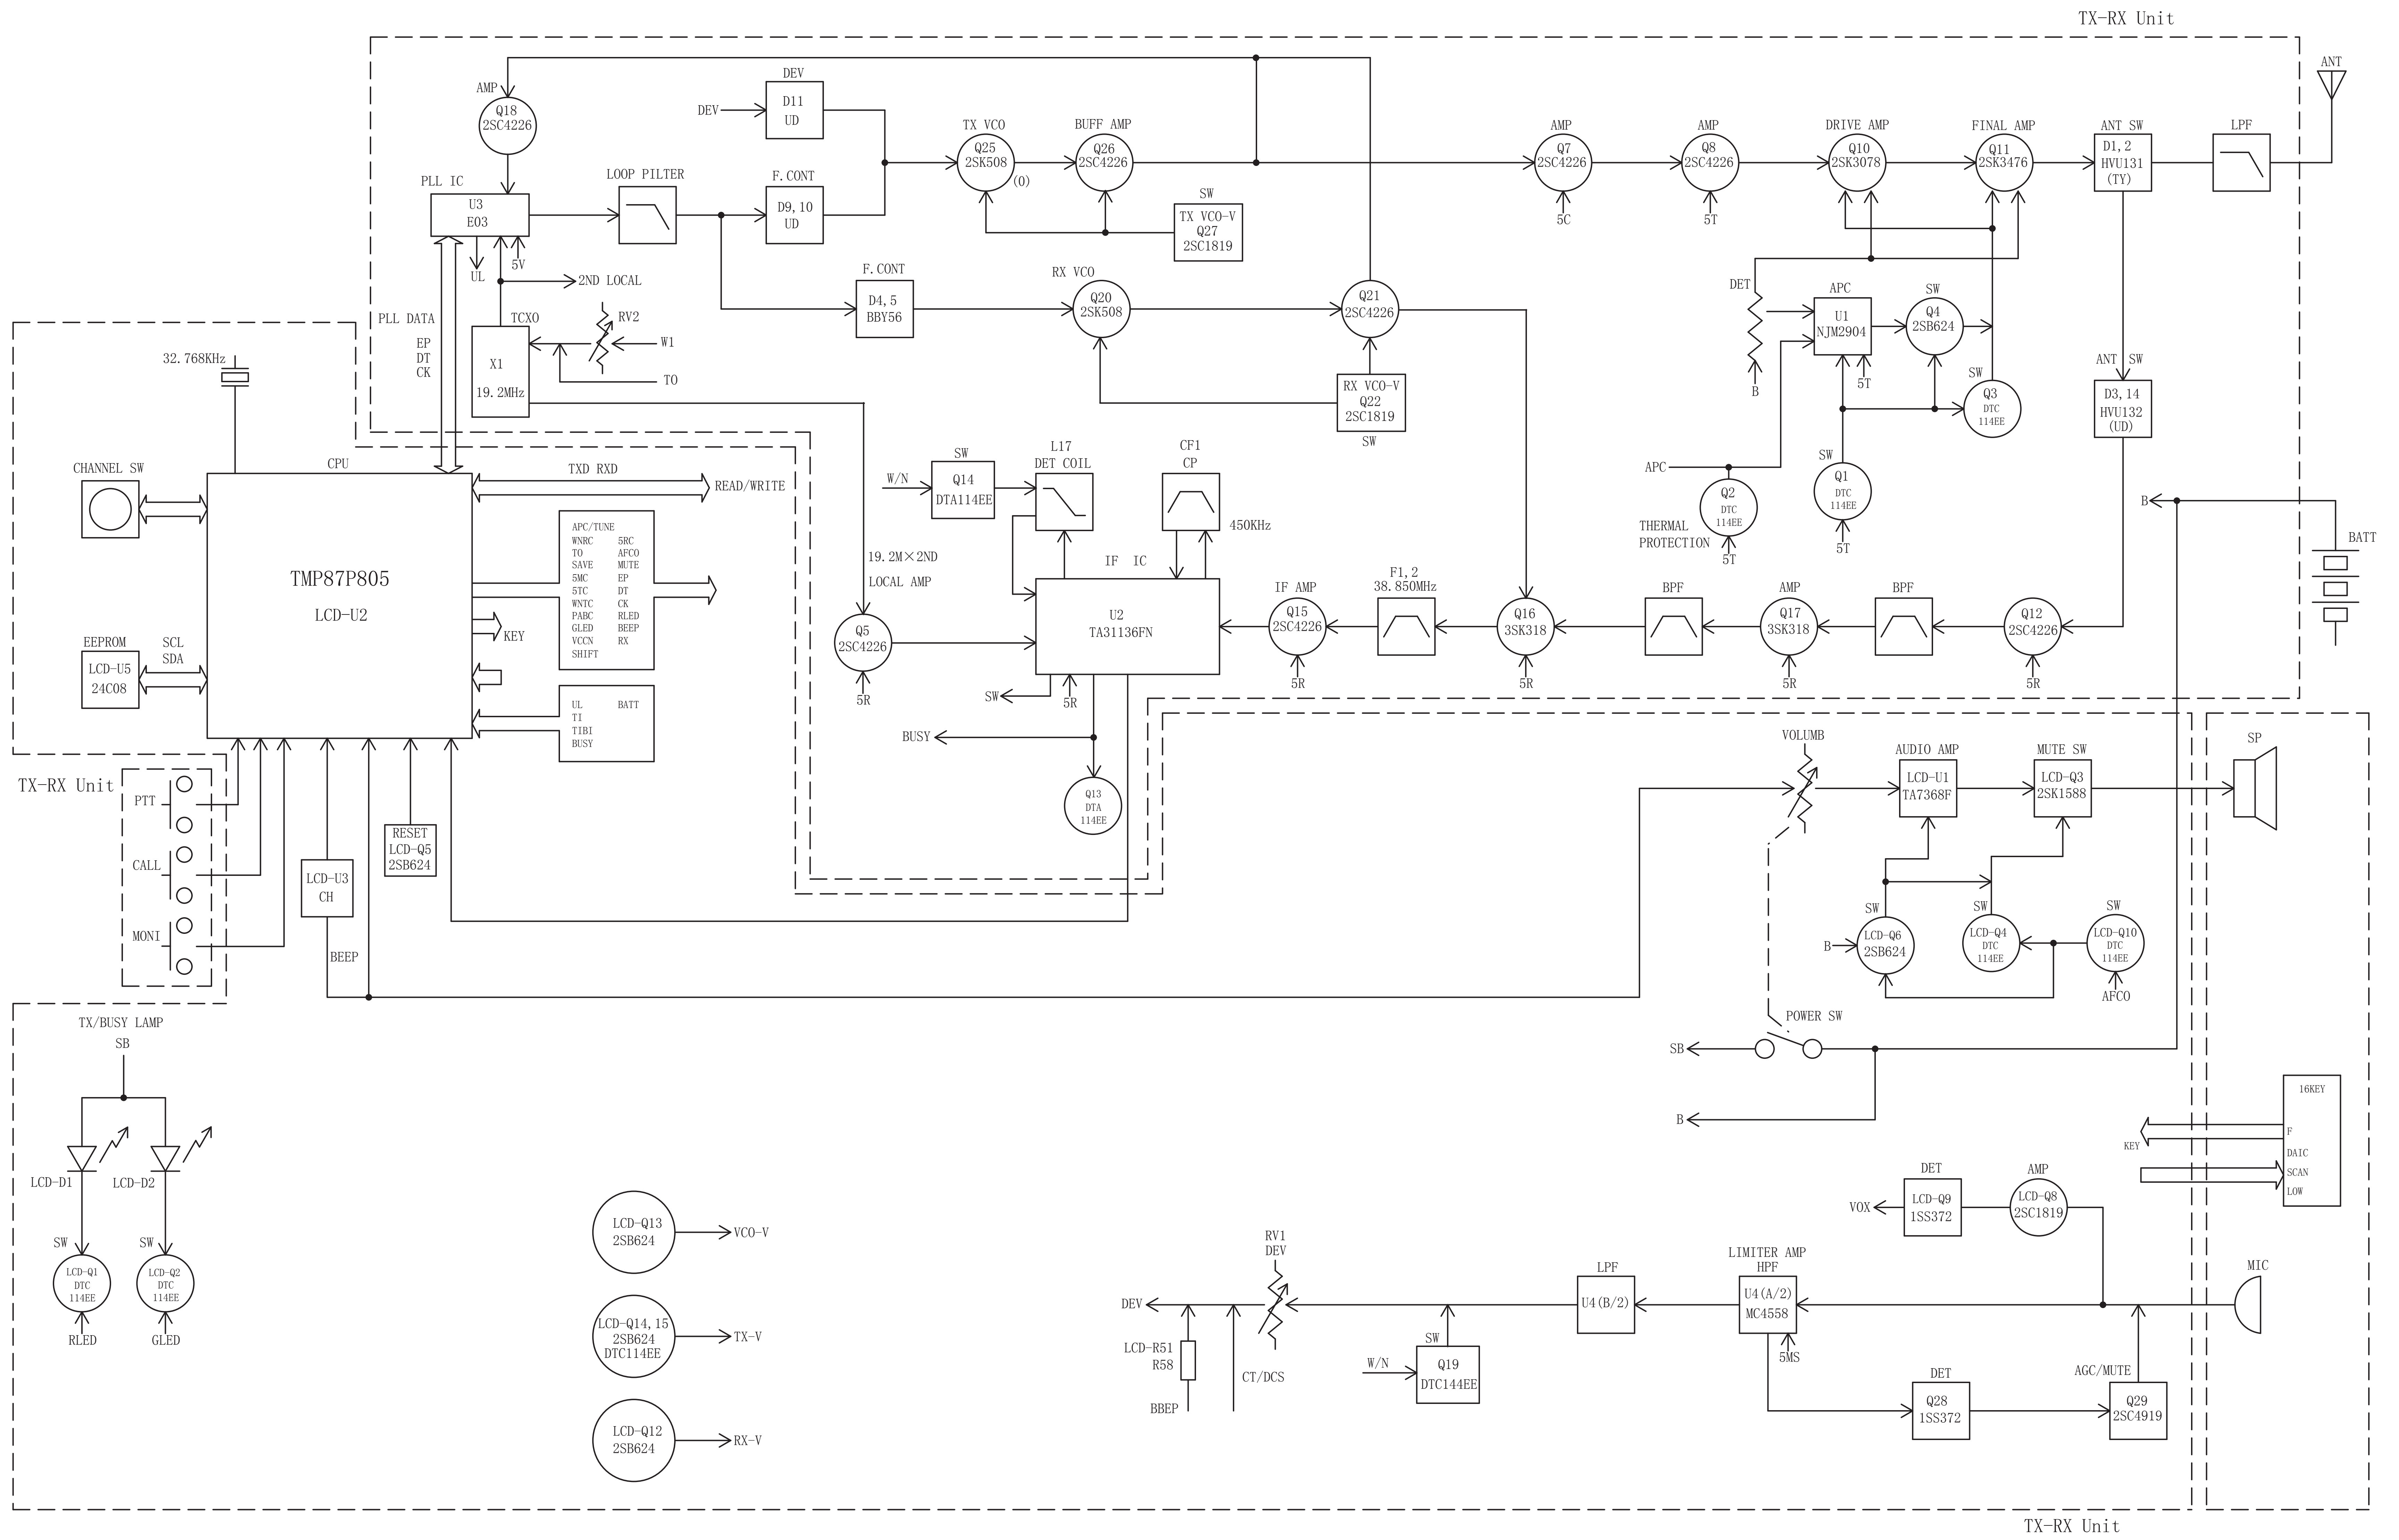 TX-RX Unit
ANT
AMP
Q18
2SC4226
DEV
DEV
D11
UD
TX VCO
Q25
2SK508
(0)
BUFF AMP
Q26
2SC4226
AMP
Q7
2SC4226
5C
AMP
Q8
2SC4226
5T
DRIVE AMP
Q10
2SK3078
FINAL AMP
Q11
2SK3476
ANT SW
D1,2
HVU131
(TY)
LPF
PLL IC
U3
E03
UL
5V
LOOP PILTER
F.CONT
D9,10
UD
SW
TX VCO-V
Q27
2SC1819
2ND LOCAL
F.CONT
D4,5
BBY56
RX VCO
Q20
2SK508
Q21
2SC4226
DET
B
APC
U1
NJM2904
5T
SW
Q4
2SB624
SW
Q3
DTC
114EE
ANT SW
D3,14
HVU132
(UD)
PLL DATA
EP
DT
CK
TCXO
X1
19.2MHz
RV2
W1
TO
RX VCO-V
Q22
2SC1819
SW
32.768KHz
CHANNEL SW
CPU
TMP87P805
LCD-U2
TXD RXD
READ/WRITE
APC/TUNE
WNRC 5RC
TO AFCO
SAVE MUTE
5MC EP
5TC DT
WNTC CK
PABC RLED
GLED BEEP
VCCN RX
SHIFT
KEY
UL BATT
TI
TIBI
BUSY
EEPROM
LCD-U5
24C08
SCL
SDA
W/N
SW
Q14
DTA114EE
L17
DET COIL
CF1
CP
450KHz
APC
Q2
DTC
114EE
THERMAL
PROTECTION
5T
SW
Q1
DTC
114EE
5T
B
BATT
19.2M×2ND
LOCAL AMP
Q5
2SC4226
5R
IF IC
U2
TA31136FN
SW
5R
BUSY
Q13
DTA
114EE
IF AMP
Q15
2SC4226
5R
F1,2
38.850MHz
Q16
3SK318
5R
BPF
AMP
Q17
3SK318
5R
BPF
Q12
2SC4226
5R
TX-RX Unit
PTT
CALL
MONI
LCD-U3
CH
BEEP
RESET
LCD-Q5
2SB624
VOLUMB
AUDIO AMP
LCD-U1
TA7368F
MUTE SW
LCD-Q3
2SK1588
SP
SW
B
LCD-Q6
2SB624
SW
LCD-Q4
DTC
114EE
SW
LCD-Q10
DTC
114EE
AFCO
POWER SW
SB
B
TX/BUSY LAMP
SB
LCD-D1
LCD-D2
SW
LCD-Q1
DTC
114EE
RLED
SW
LCD-Q2
DTC
114EE
GLED
LCD-Q13
2SB624
VCO-V
LCD-Q14,15
2SB624
DTC114EE
TX-V
LCD-Q12
2SB624
RX-V
16KEY
F
DAIC
SCAN
LOW
KEY
DET
VOX
LCD-Q9
1SS372
AMP
LCD-Q8
2SC1819
RV1
DEV
DEV
LCD-R51
R58
BBEP
CT/DCS
W/N
SW
Q19
DTC144EE
LPF
U4(B/2)
LIMITER AMP
HPF
U4(A/2)
MC4558
5MS
MIC
DET
Q28
1SS372
AGC/MUTE
Q29
2SC4919
TX-RX Unit